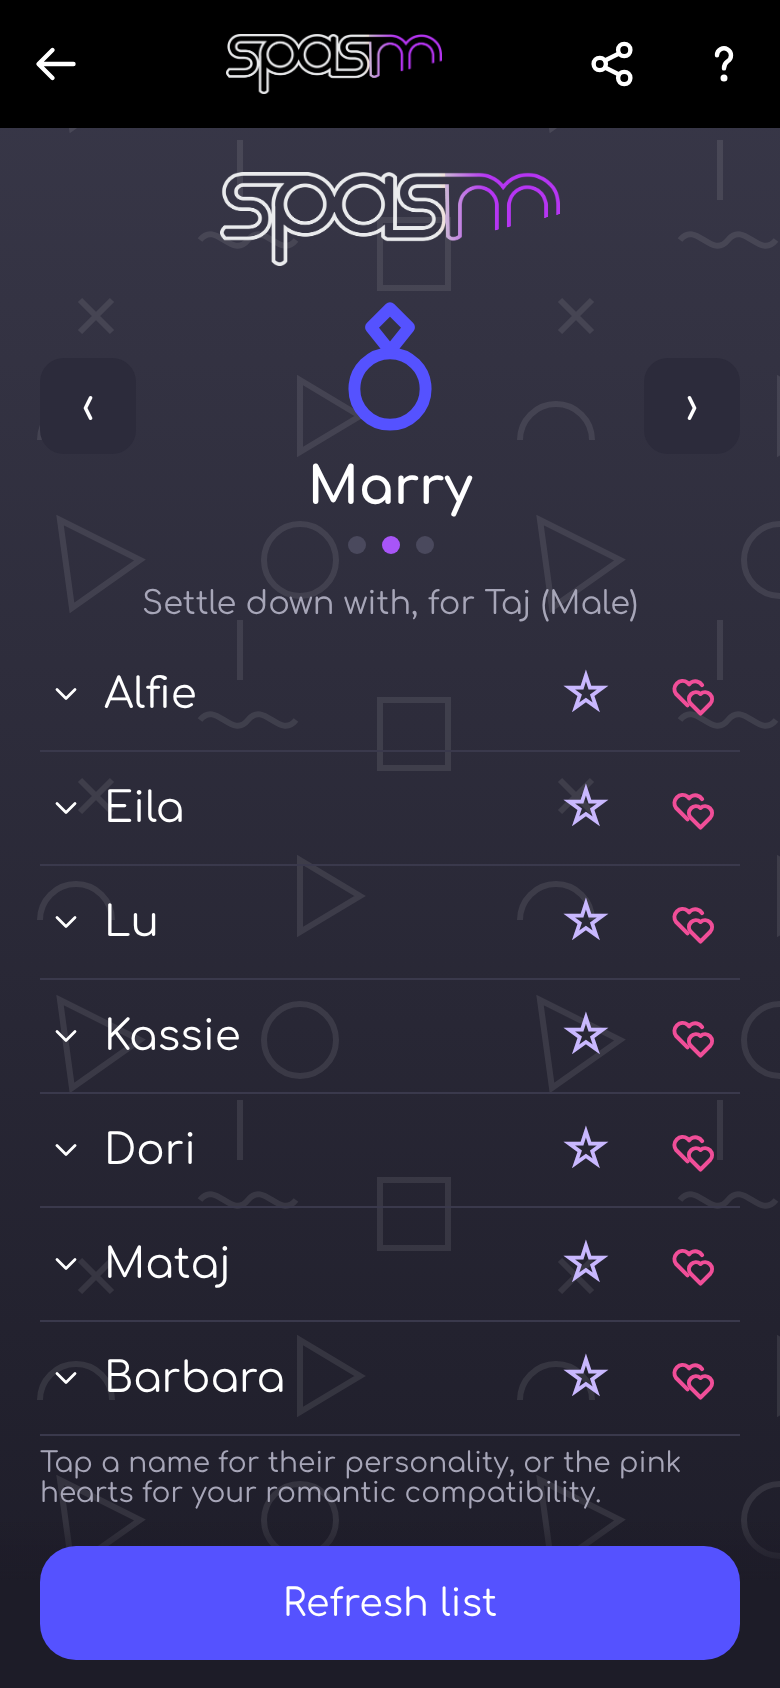 spasm
?
spasm
Marry
Settle down with, for Taj (Male)
Alfie
Eila
Lu
Kassie
Dori
Mataj
Barbara
Tap a name for their personality, or the pink
hearts for your romantic compatibility.
Refresh list